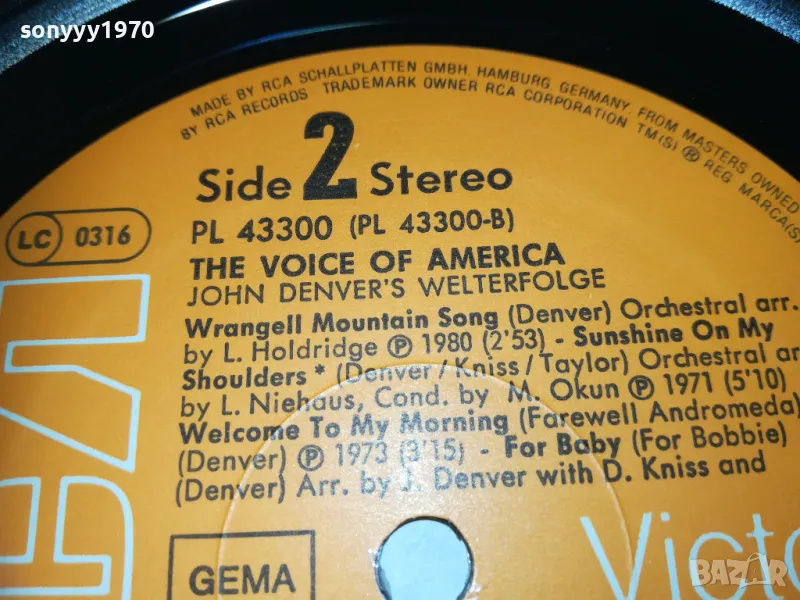 sonyyy1970
MADE BY RCA SCHALLPLATTEN GMBH, HAMBURG, GERMANY, FROM MASTERS OWNED
BY RCA RECORDS TRADEMARK OWNER RCA CORPORATION TM(S) ® REG MARCA(S)
Side 2 Stereo
LC 0316
PL 43300 (PL 43300-B)
THE VOICE OF AMERICA
JOHN DENVER'S WELTERFOLGE
Wrangell Mountain Song (Denver) Orchestral arr.
by L. Holdridge ℗ 1980 (2'53) - Sunshine On My
Shoulders* (Denver/Kniss/Taylor) Orchestral ar
by L. Niehaus, Cond. by M. Okun ℗ 1971 (5'10)
Welcome To My Morning (Farewell Andromeda)
(Denver) ℗ 1973 (3'15) - For Baby (For Bobbie)
(Denver) Arr. by J. Denver with D. Kniss and
GEMA
Victo
BAZAR